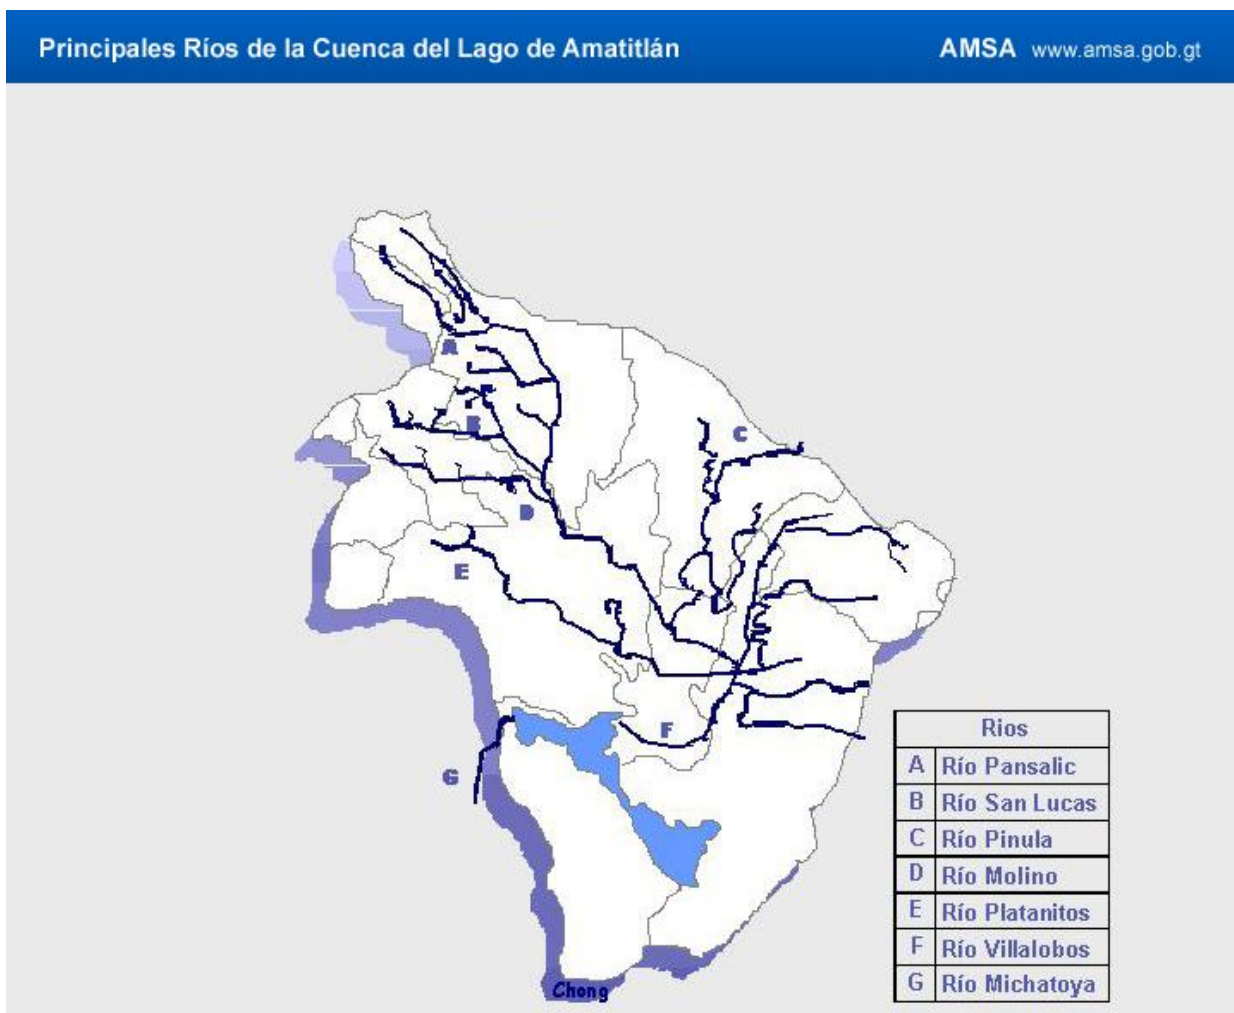 Principales Ríos de la Cuenca del Lago de Amatitlán AMSA www.amsa.gob.gt
A
B
C
D
E
F
G
Chong
Rios
A Río Pansalic
B Río San Lucas
C Río Pinula
D Río Molino
E Río Platanitos
F Río Villalobos
G Río Michatoya